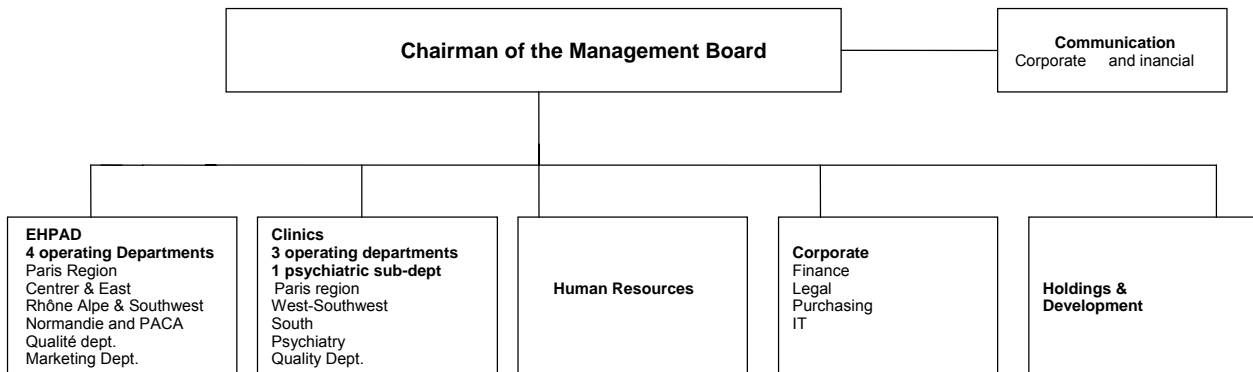 Chairman of the Management Board
Communication
Corporate and inancial
EHPAD
4 operating Departments
Paris Region
Centrer & East
Rhône Alpe & Southwest
Normandie and PACA
Qualité dept.
Marketing Dept.
Clinics
3 operating departments
1 psychiatric sub-dept
Paris region
West-Southwest
South
Psychiatry
Quality Dept.
Human Resources
Corporate
Finance
Legal
Purchasing
IT
Holdings &
Development